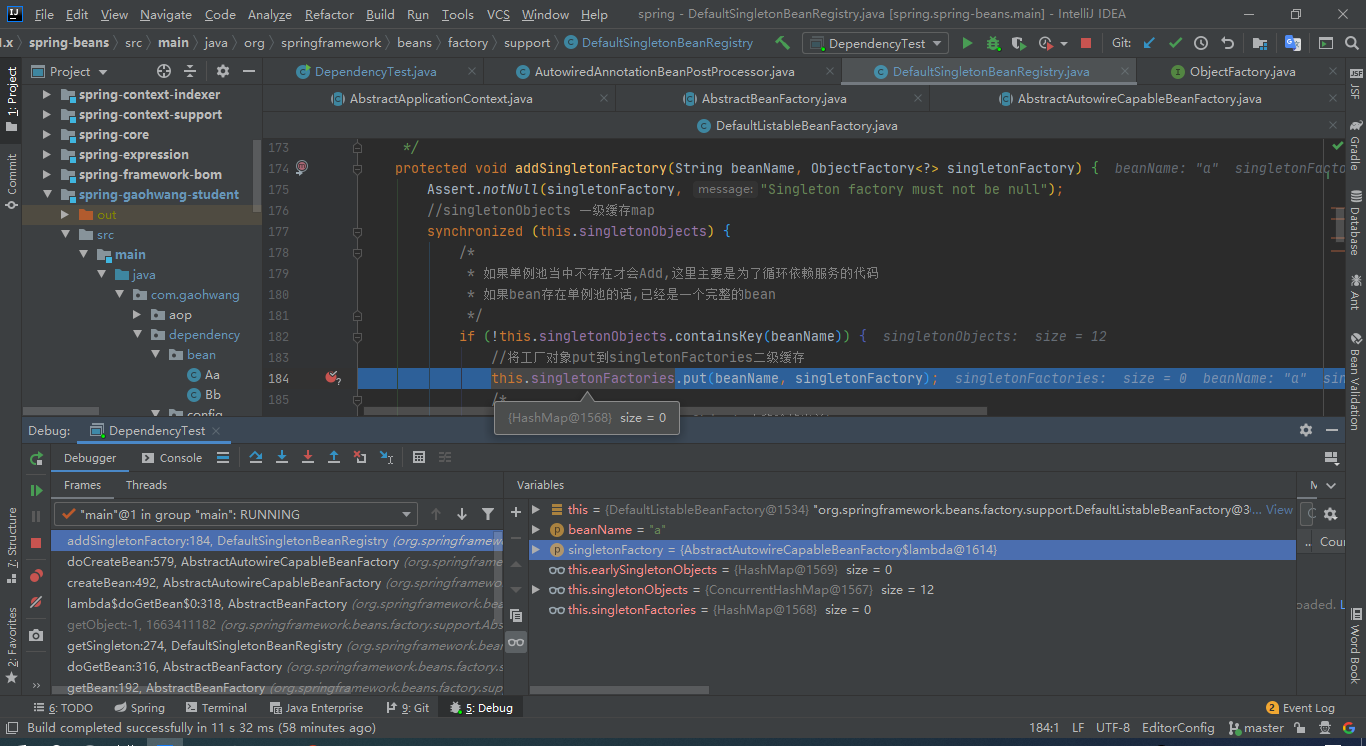 File Edit View Navigate Code Analyze Refactor Build Run Tools VCS Window Help spring - DefaultSingletonBeanRegistry.java [spring.spring-beans.main] - IntelliJ IDEA
l.x spring-beans src main java org springframework beans factory support DefaultSingletonBeanRegistry DependencyTest Git:
Project DependencyTest.java AutowiredAnnotationBeanPostProcessor.java DefaultSingletonBeanRegistry.java ObjectFactory.java
AbstractApplicationContext.java AbstractBeanFactory.java AbstractAutowireCapableBeanFactory.java
DefaultListableBeanFactory.java
1: Project
Commit
7: Structure
2: Favorites
spring-context-indexer
spring-context-support
spring-core
spring-expression
spring-framework-bom
spring-gaohwang-student
out
src
main
java
com.gaohwang
aop
dependency
bean
Aa
Bb
config
173 */
174 protected void addSingletonFactory(String beanName, ObjectFactory<?> singletonFactory) { beanName: "a" singletonFacto
175 Assert.notNull(singletonFactory, message: "Singleton factory must not be null");
176 //singletonObjects 一级缓存map
177 synchronized (this.singletonObjects) {
178 /*
179 * 如果单例池当中不存在才会Add,这里主要是为了循环依赖服务的代码
180 * 如果bean存在单例池的话,已经是一个完整的bean
181 */
182 if (!this.singletonObjects.containsKey(beanName)) { singletonObjects: size = 12
183 //将工厂对象put到singletonFactories二级缓存
184 this.singletonFactories.put(beanName, singletonFactory); singletonFactories: size = 0 beanName: "a" sin
185 /*
{HashMap@1568} size = 0
JSF
Gradle
Database
Ant
Bean Validation
Word Book
Debug: DependencyTest
Debugger Console
Frames Threads
"main"@1 in group "main": RUNNING
addSingletonFactory:184, DefaultSingletonBeanRegistry (org.springframew
doCreateBean:579, AbstractAutowireCapableBeanFactory (org.springfram
createBean:492, AbstractAutowireCapableBeanFactory (org.springframew
lambda$doGetBean$0:318, AbstractBeanFactory (org.springframework.bea
getObject:-1, 1663411182 (org.springframework.beans.factory.support.Abs
getSingleton:274, DefaultSingletonBeanRegistry (org.springframework.bea
doGetBean:316, AbstractBeanFactory (org.springframework.beans.factory.s
getBean:192, AbstractBeanFactory (org.springframework.beans.factory.sup
Variables
this = {DefaultListableBeanFactory@1534} "org.springframework.beans.factory.support.DefaultListableBeanFactory@3... View
beanName = "a"
singletonFactory = {AbstractAutowireCapableBeanFactory$lambda@1614}
this.earlySingletonObjects = {HashMap@1569} size = 0
this.singletonObjects = {ConcurrentHashMap@1567} size = 12
this.singletonFactories = {HashMap@1568} size = 0
.. Cour
oaded. L
6: TODO Spring Terminal Java Enterprise 9: Git 5: Debug 2 Event Log
Build completed successfully in 11 s 32 ms (58 minutes ago) 184:1 LF UTF-8 EditorConfig master